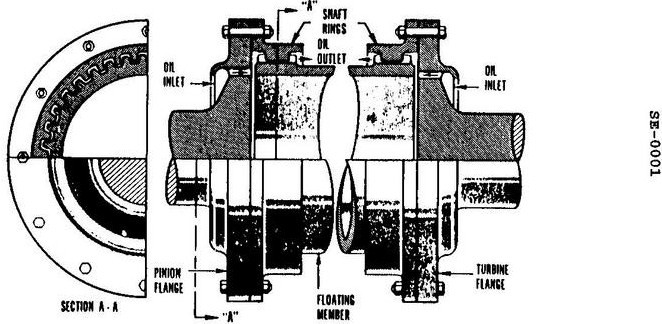 "A"
SHAFT
RINGS
OIL
OUTLET
OIL
INLET
OIL
INLET
SE-0001
PINION
FLANGE
TURBINE
FLANGE
FLOATING
MEMBER
SECTION A-A
"A"